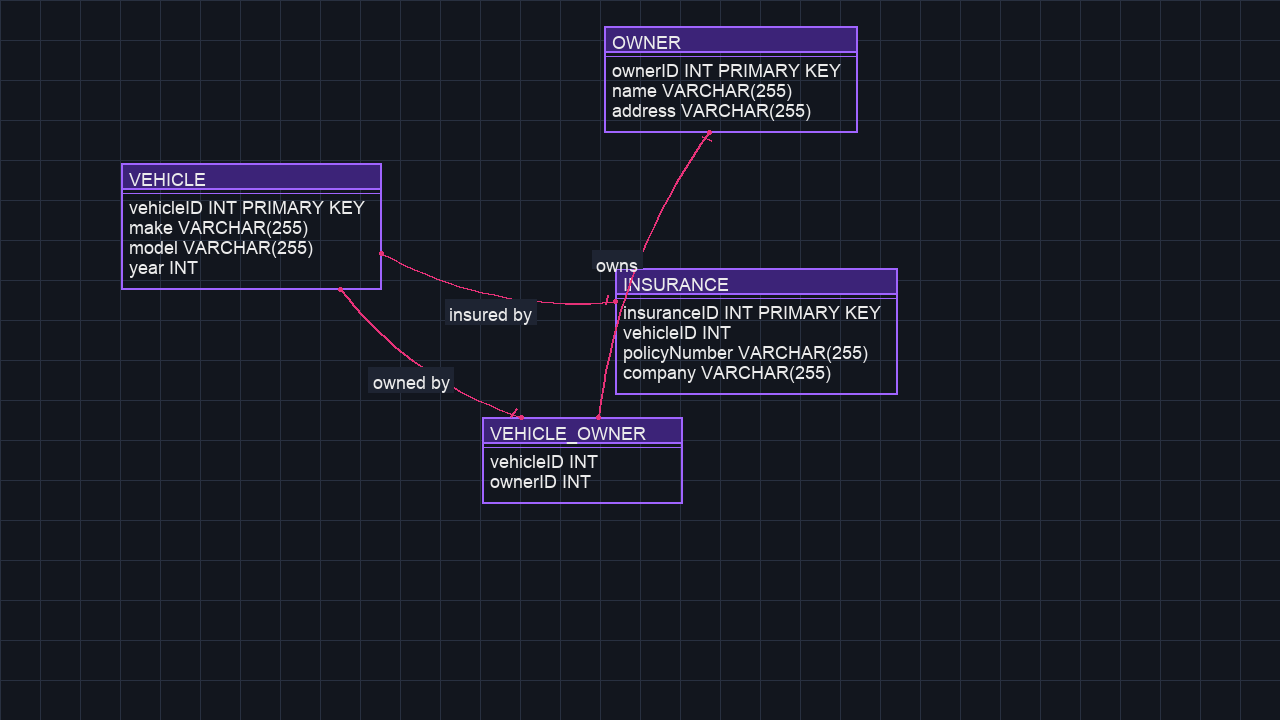 OWNER
ownerID INT PRIMARY KEY
name VARCHAR(255)
address VARCHAR(255)
VEHICLE
vehicleID INT PRIMARY KEY
make VARCHAR(255)
model VARCHAR(255)
year INT
owns
INSURANCE
insuranceID INT PRIMARY KEY
vehicleID INT
policyNumber VARCHAR(255)
company VARCHAR(255)
insured by
owned by
VEHICLE_OWNER
vehicleID INT
ownerID INT